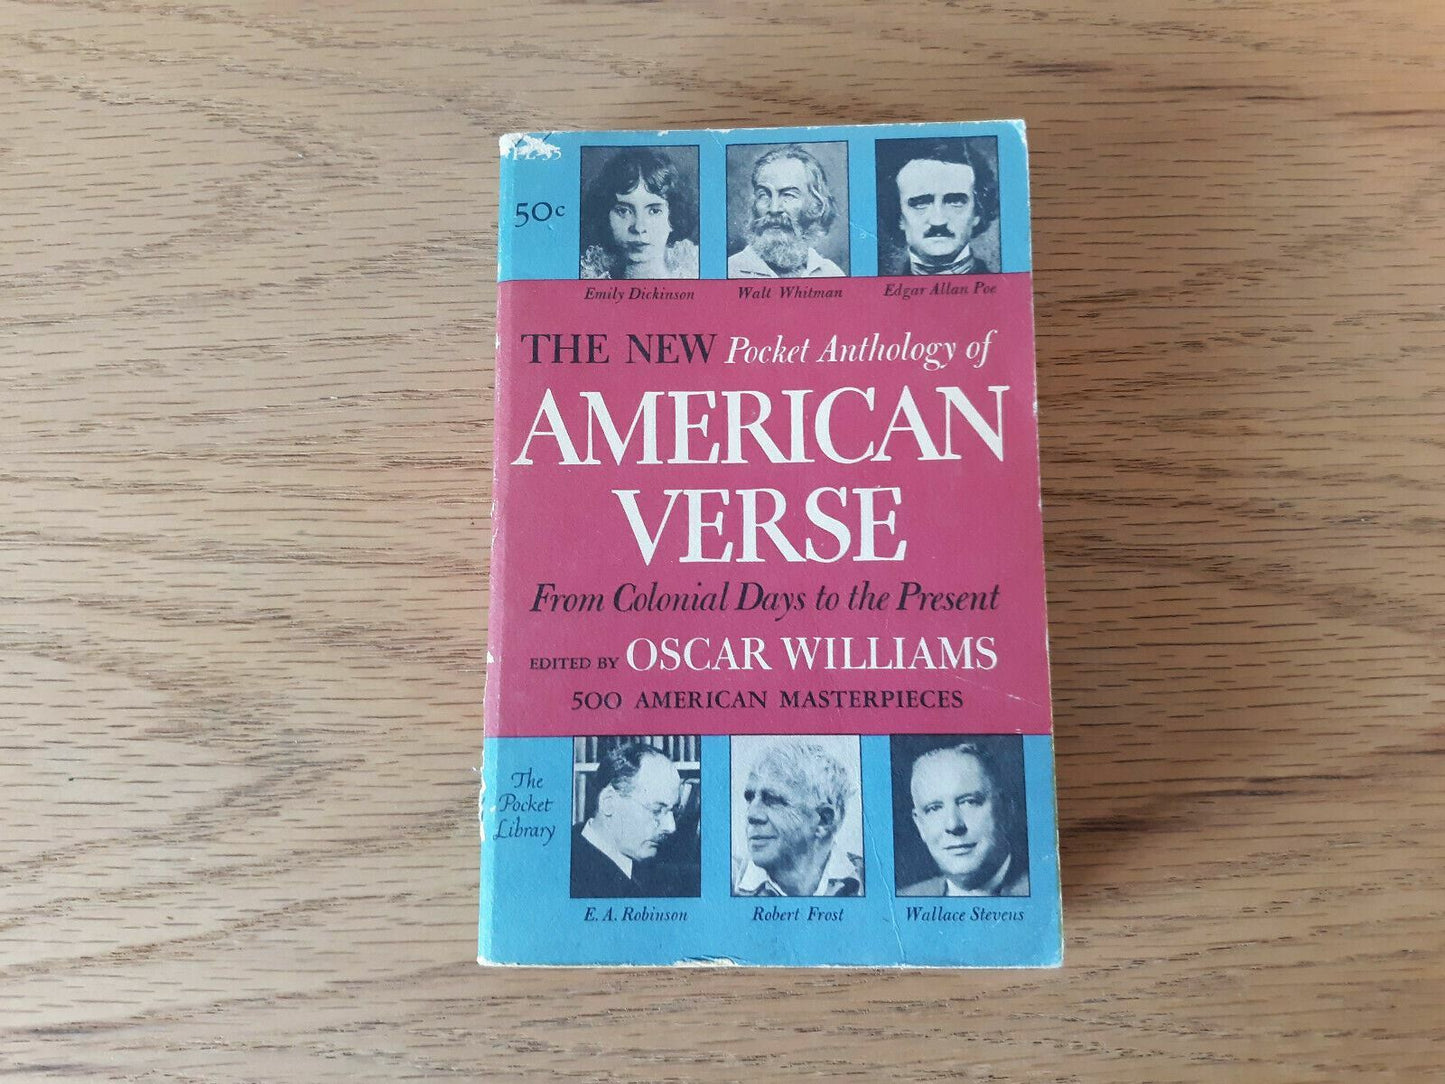 50c
Emily Dickinson
Walt Whitman
Edgar Allan Poe
THE NEW Pocket Anthology of
AMERICAN
VERSE
From Colonial Days to the Present
EDITED BY OSCAR WILLIAMS
500 AMERICAN MASTERPIECES
The
Pocket
Library
E. A. Robinson
Robert Frost
Wallace Stevens